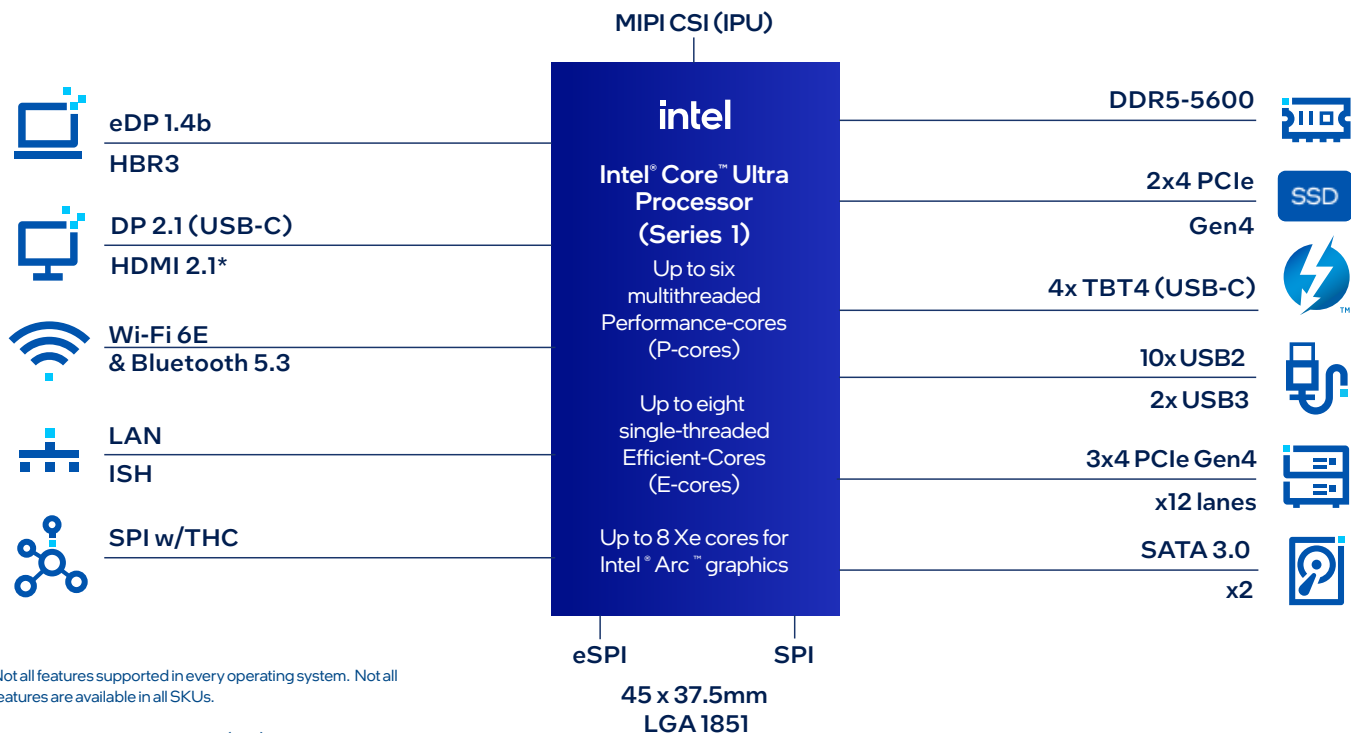 MIPI CSI (IPU)
eDP 1.4b
HBR3
DP 2.1 (USB-C)
HDMI 2.1*
Wi-Fi 6E
& Bluetooth 5.3
LAN
ISH
SPI w/THC
intel
Intel® Core™ Ultra
Processor
(Series 1)
Up to six
multithreaded
Performance-cores
(P-cores)
Up to eight
single-threaded
Efficient-Cores
(E-cores)
Up to 8 Xe cores for
Intel® Arc™ graphics
DDR5-5600
2x4 PCIe
SSD
Gen4
4x TBT4 (USB-C)
TM
10x USB2
2x USB3
3x4 PCIe Gen4
x12 lanes
SATA 3.0
x2
eSPI
SPI
45 x 37.5mm
LGA 1851
Not all features supported in every operating system. Not all
features are available in all SKUs.